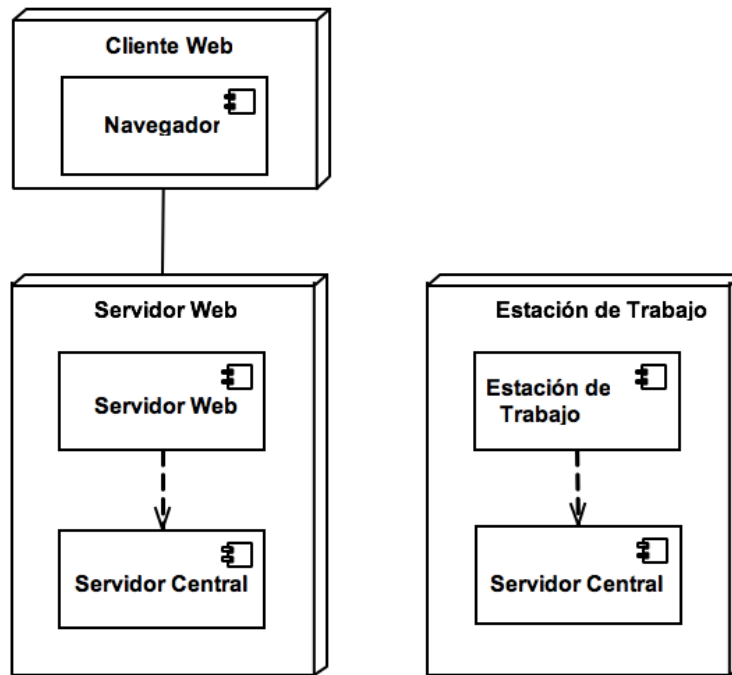 Cliente Web
Navegador
Servidor Web
Servidor Web
Servidor Central
Estación de Trabajo
Estación de
Trabajo
Servidor Central